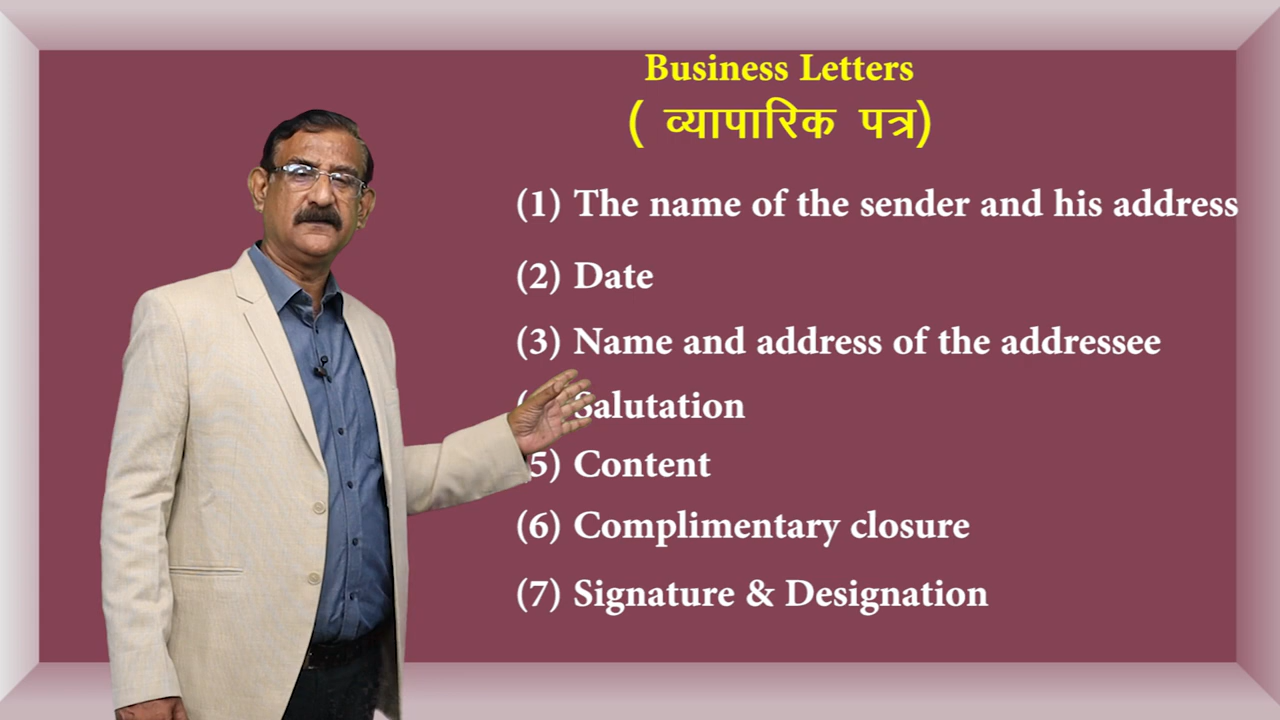 Business Letters
( व्यापारिक पत्र)
(1) The name of the sender and his address
(2) Date
(3) Name and address of the addressee
( Salutation
5) Content
(6) Complimentary closure
(7) Signature & Designation